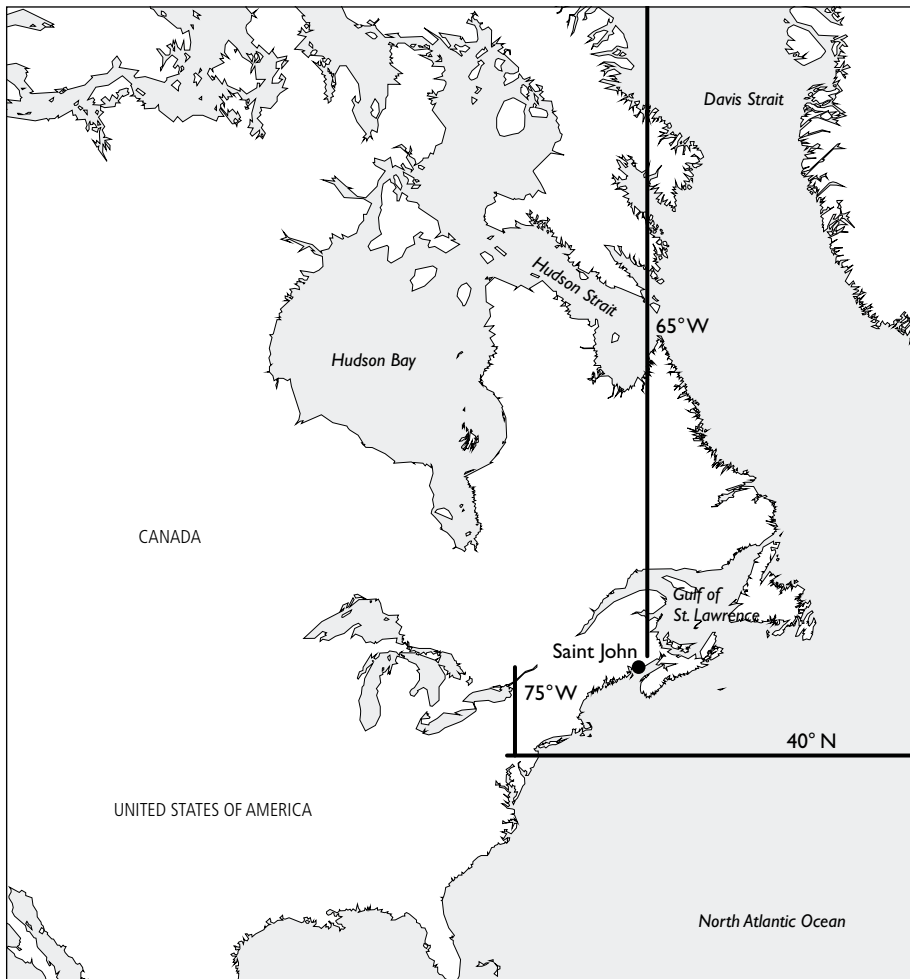 Davis Strait
Hudson Strait
65°W
Hudson Bay
CANADA
Gulf of
St. Lawrence
Saint John
75°W
40° N
UNITED STATES OF AMERICA
North Atlantic Ocean